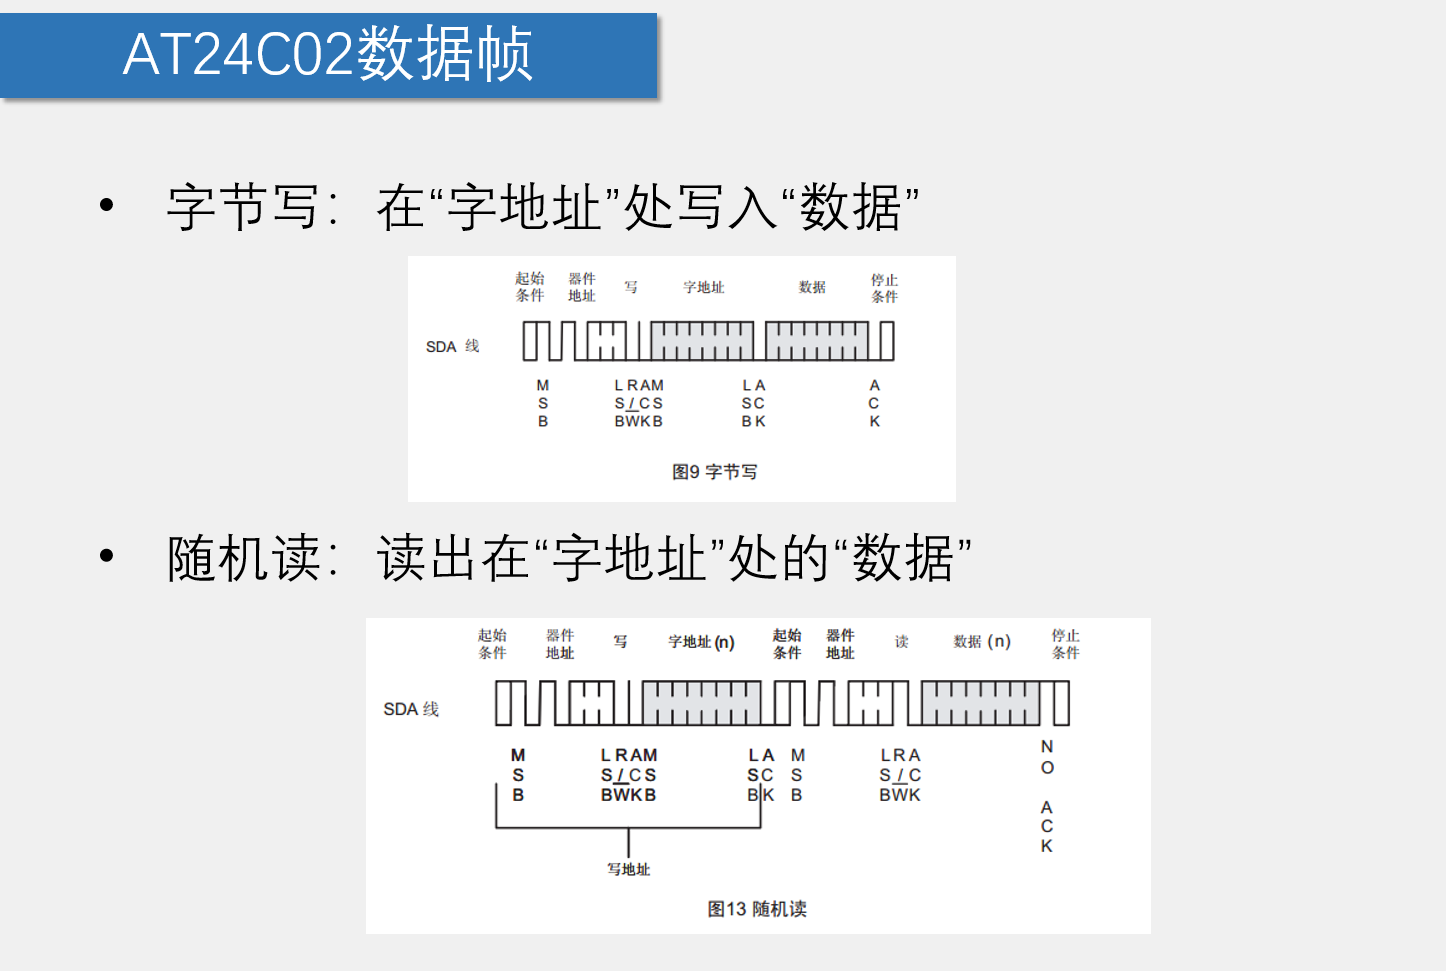 AT24C02数据帧
• 字节写：在“字地址”处写入“数据”
起始 器件 写 字地址 数据 停止
条件 地址 条件
SDA 线
M L R A M L A A
S S / C S S C C
B B W K B B K K
图9 字节写
• 随机读：读出在“字地址”处的“数据”
起始 器件 写 字地址(n) 起始 器件 读 数据(n) 停止
条件 地址 条件 地址 条件
SDA 线
M L R A M L A M L R A N
S S / C S S C S S / C O
B B W K B B K B B W K
A
C
K
写地址
图13 随机读